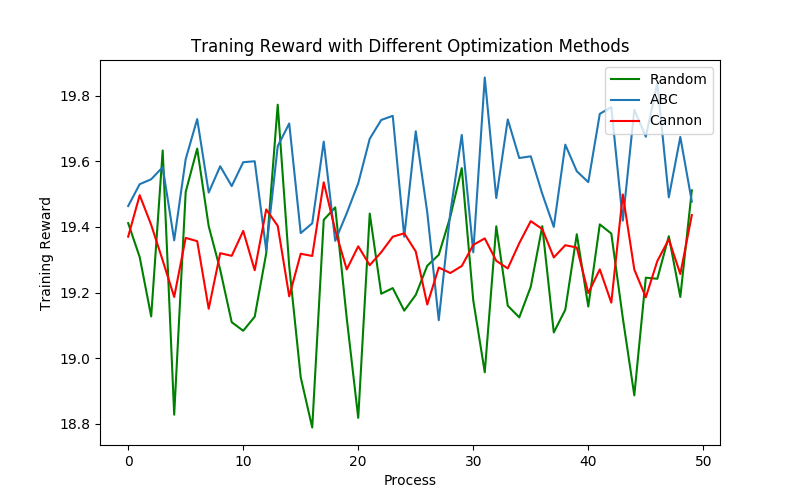 Traning Reward with Different Optimization Methods
Random
ABC
Cannon
Training Reward
19.8
19.6
19.4
19.2
19.0
18.8
0 10 20 30 40 50
Process